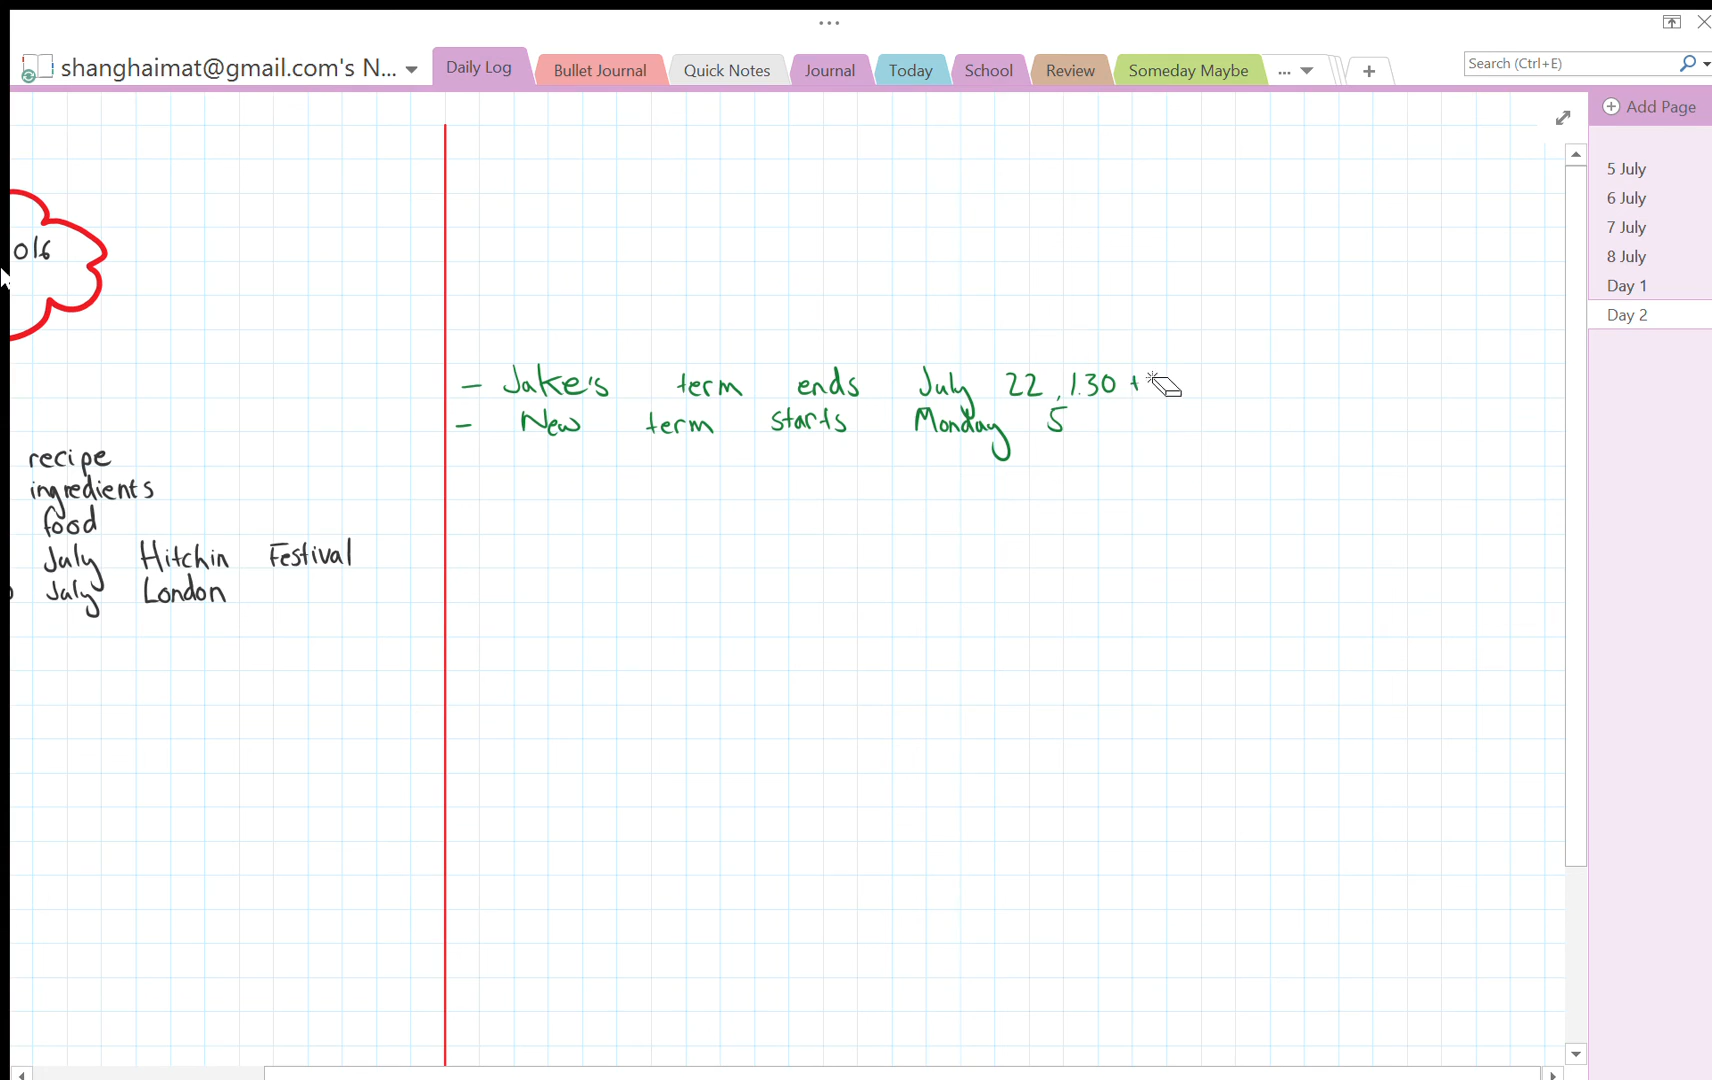 ...
shanghaimat@gmail.com's N...
Daily Log
Bullet Journal
Quick Notes
Journal
Today
School
Review
Someday Maybe
...
+
Search (Ctrl+E)
Add Page
5 July
6 July
7 July
8 July
Day 1
Day 2
016
recipe
ingredients
food
July Hitchin Festival
July London
- Jake's term ends July 22, 1.30 +
- New term starts Monday 5